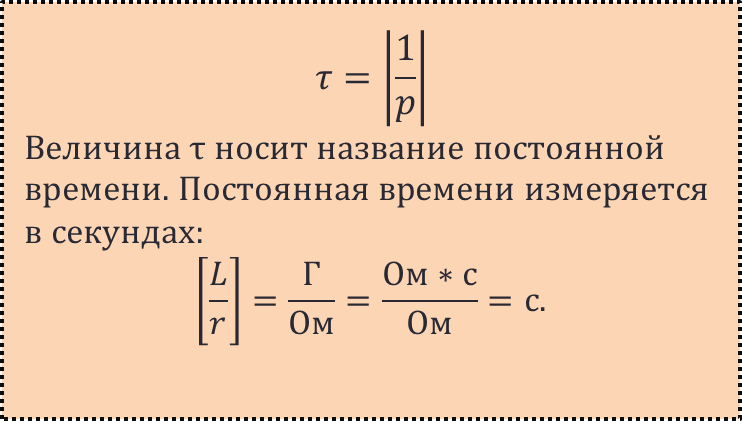 τ = |1/p|
Величина τ носит название постоянной
времени. Постоянная времени измеряется
в секундах:
[L/r] = Г/Ом = Ом * с/Ом = с.